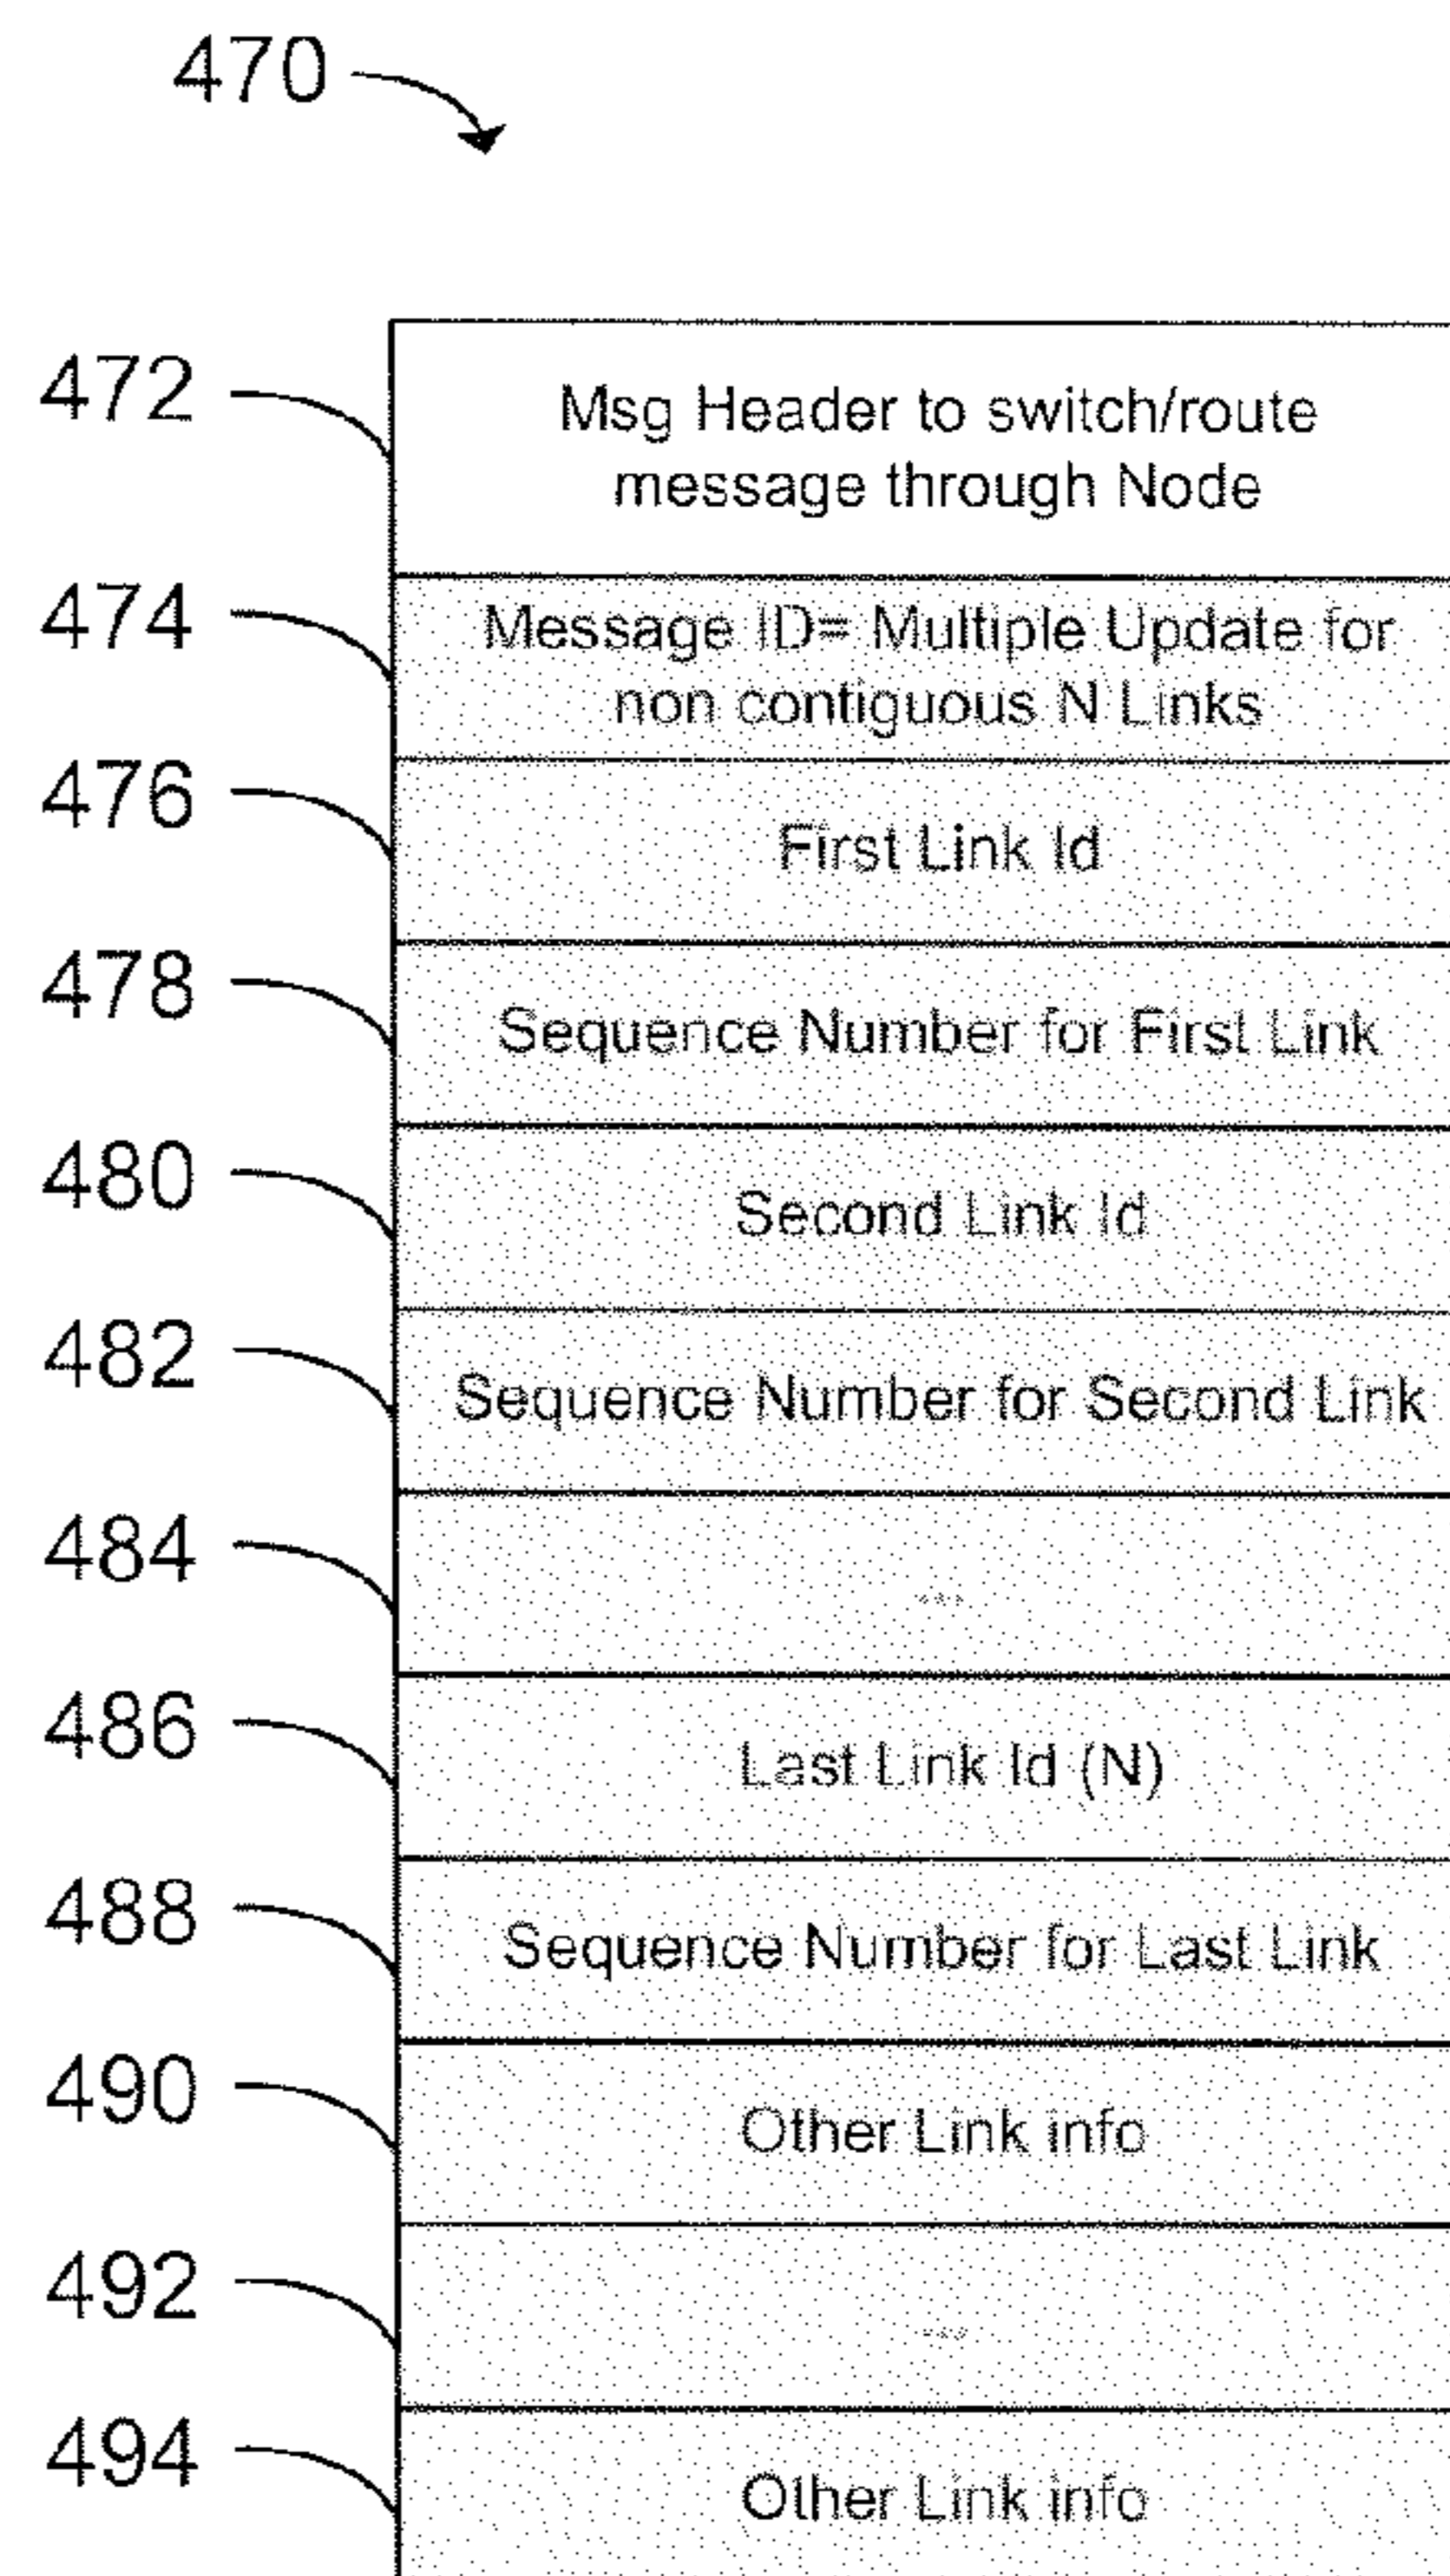 470
472
Msg Header to switch/route
message through Node
474
Message ID= Multiple Update for
non contiguous N Links
476
First Link Id
478
Sequence Number for First Link
480
Second Link Id
482
Sequence Number for Second Link
484
...
486
Last Link Id (N)
488
Sequence Number for Last Link
490
Other Link info
492
...
494
Other Link info